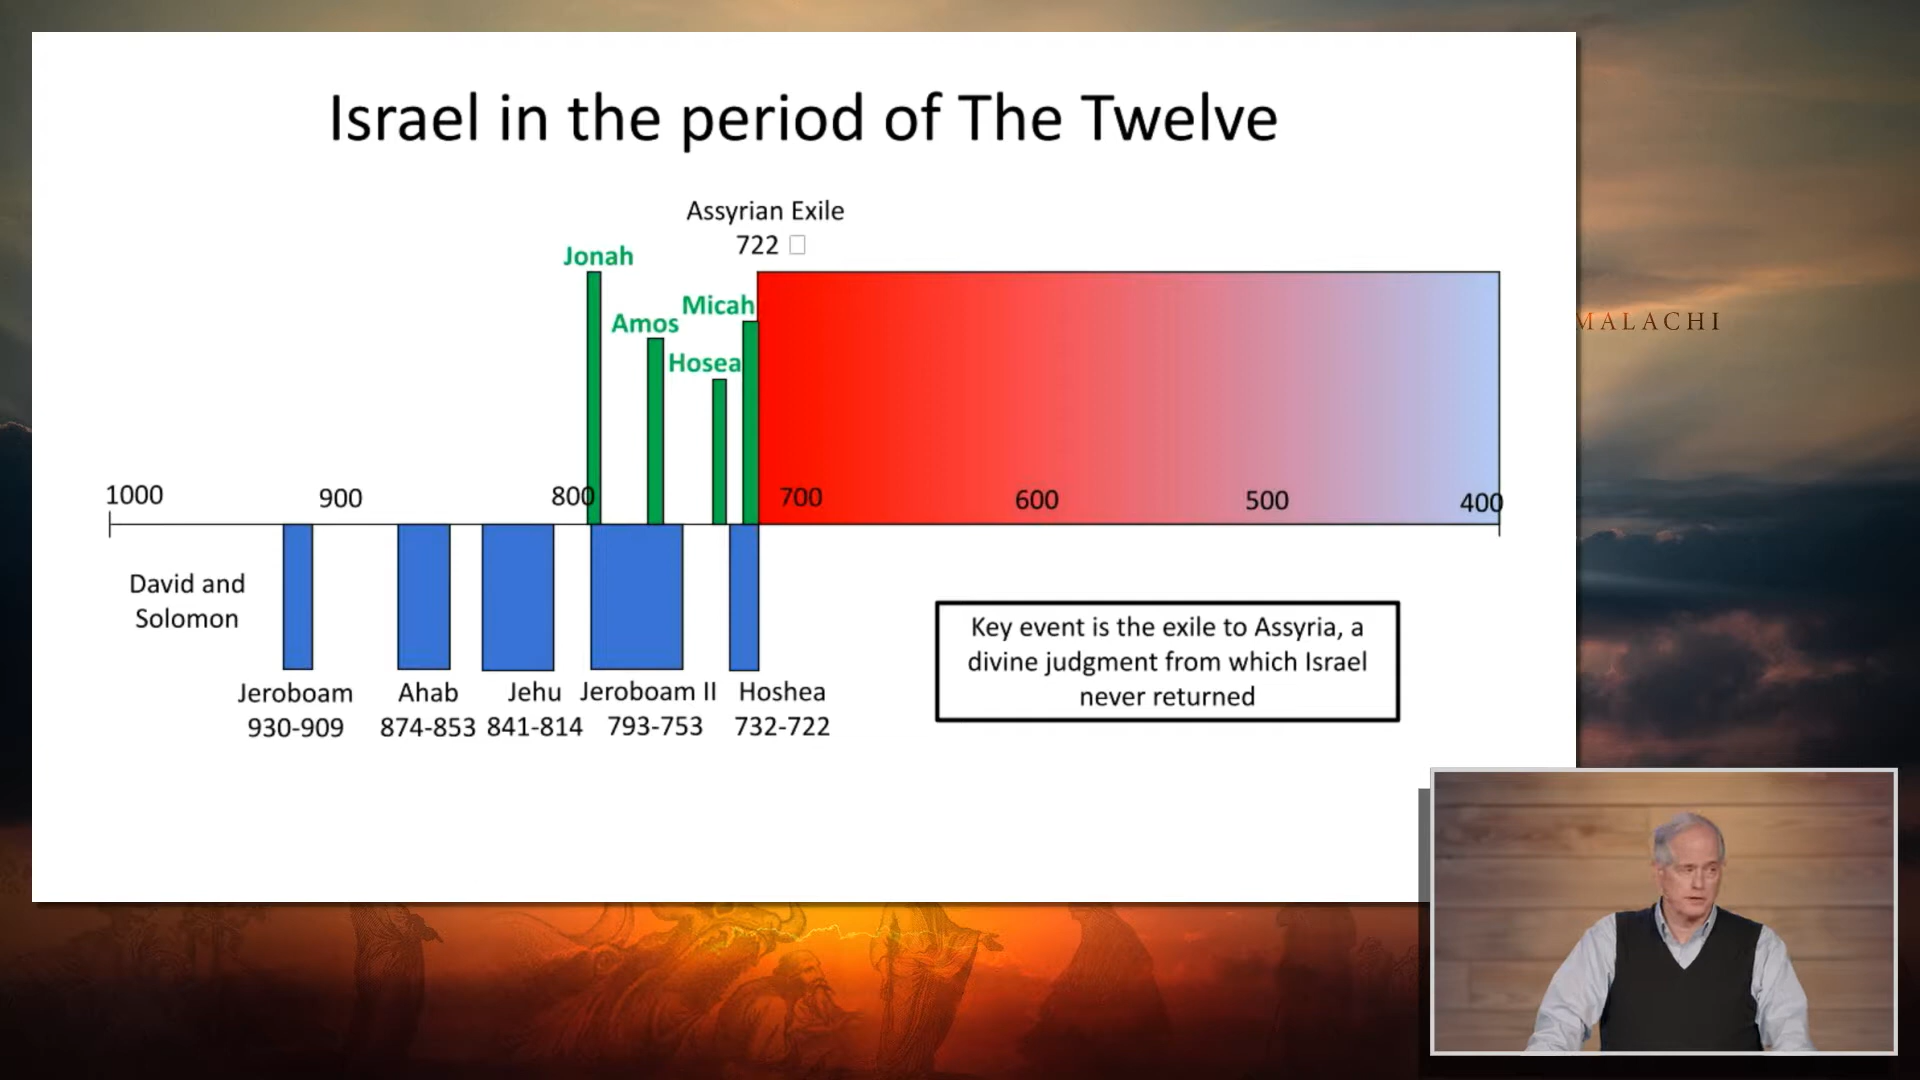 Israel in the period of The Twelve
Assyrian Exile
722
Jonah
Micah
Amos
Hosea
MALACHI
1000 900 800 700 600 500 400
David and
Solomon
Jeroboam
930-909
Ahab
874-853
Jehu
841-814
Jeroboam II
793-753
Hoshea
732-722
Key event is the exile to Assyria, a
divine judgment from which Israel
never returned